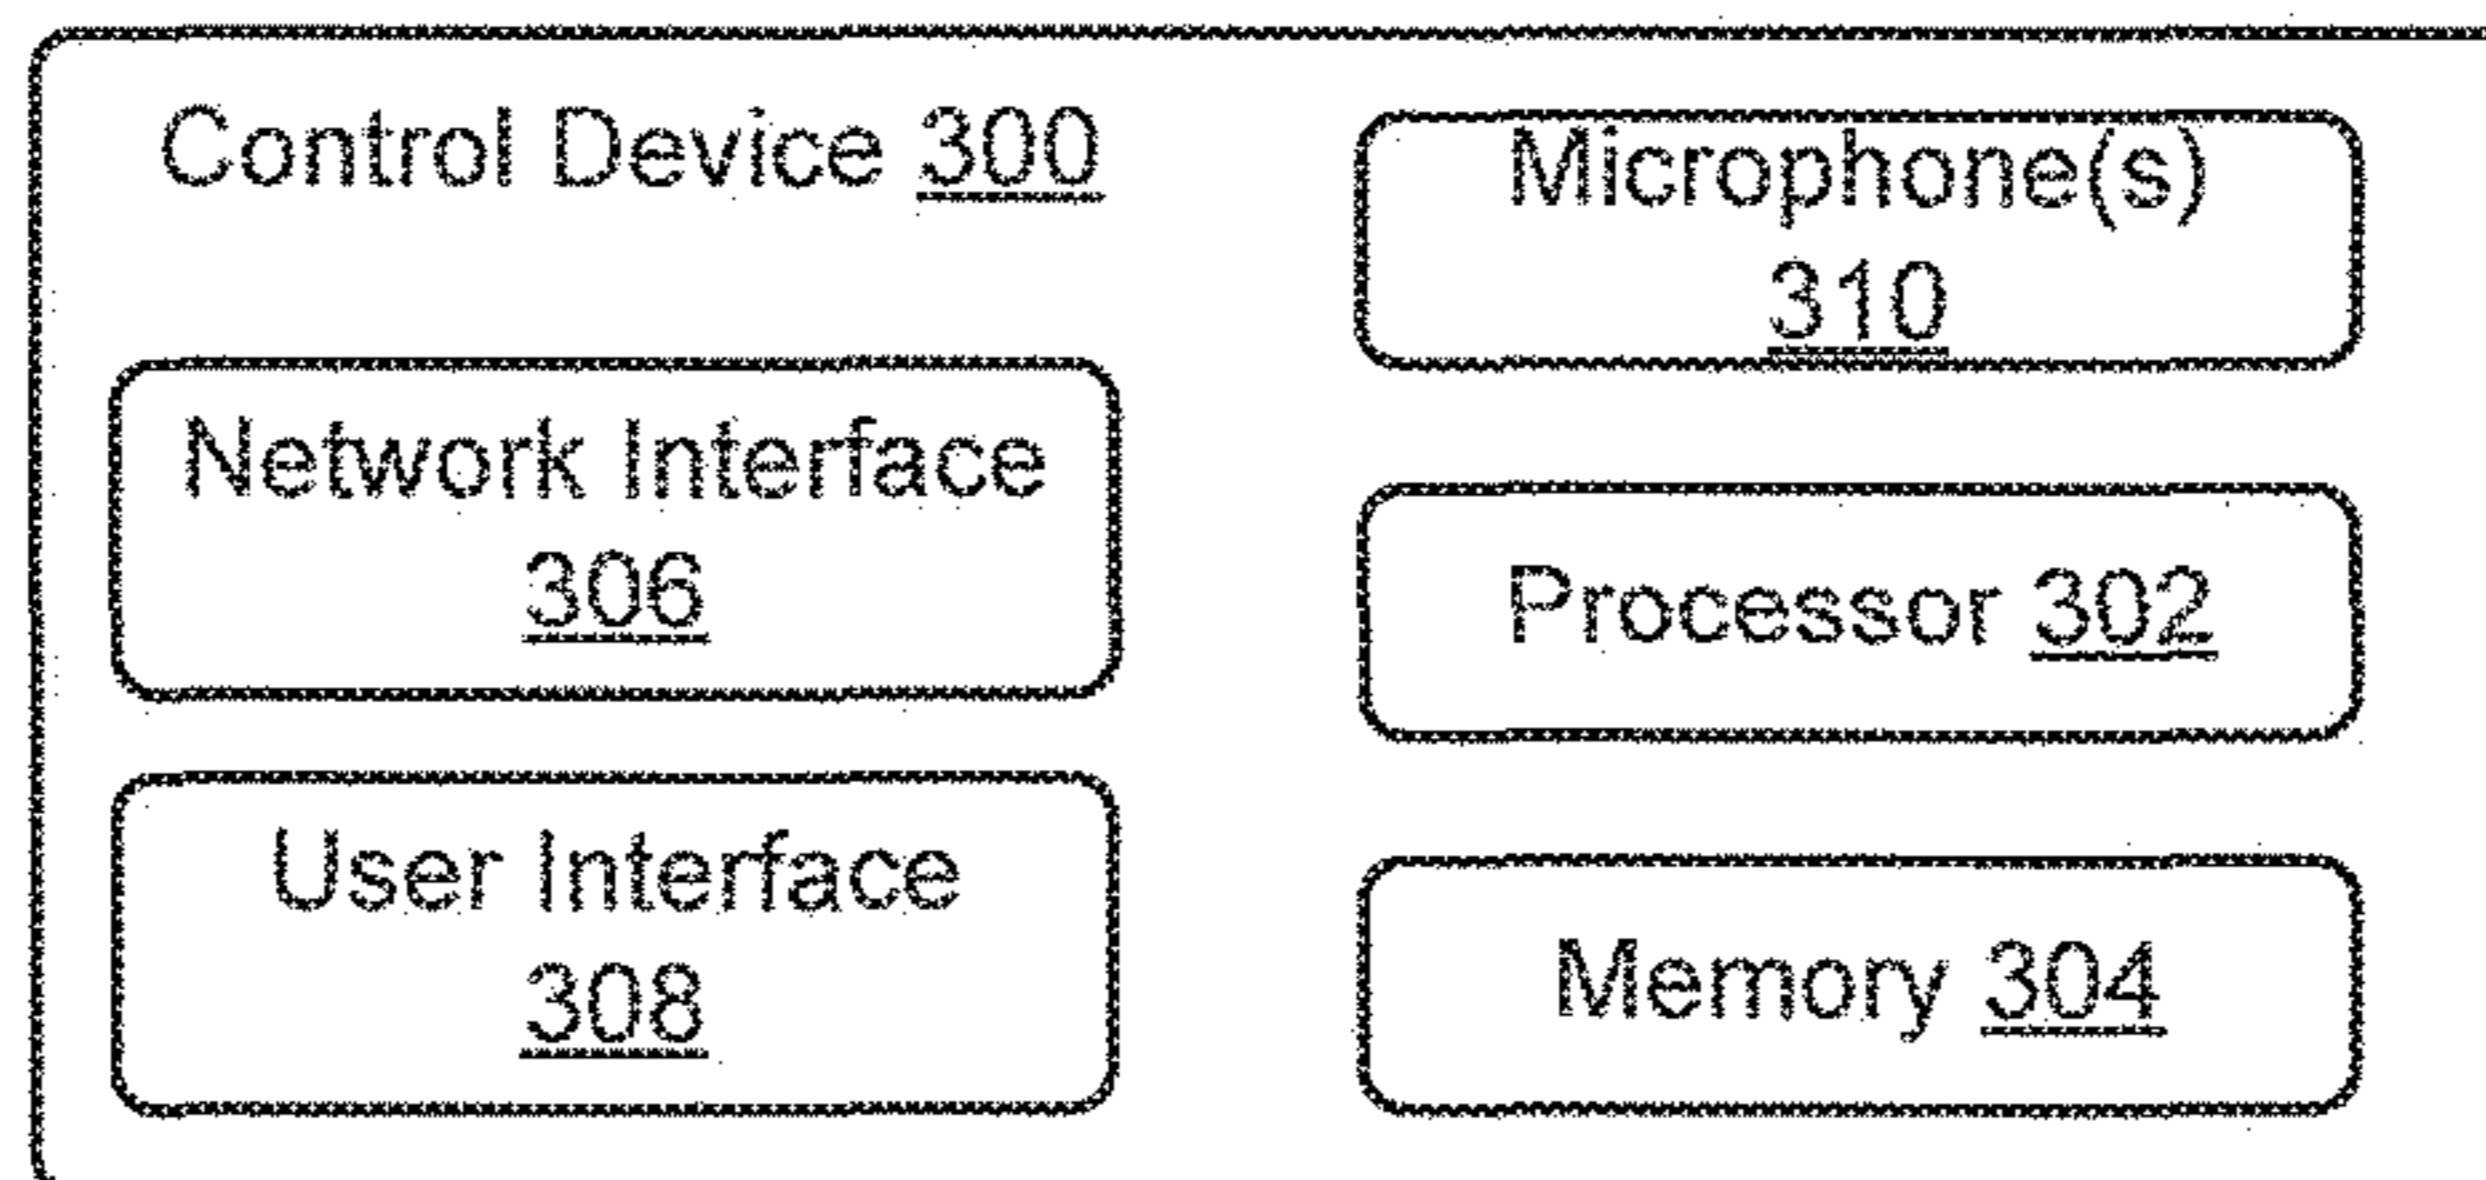 Control Device 300
Microphone(s)
310
Network Interface
306
Processor 302
User Interface
308
Memory 304